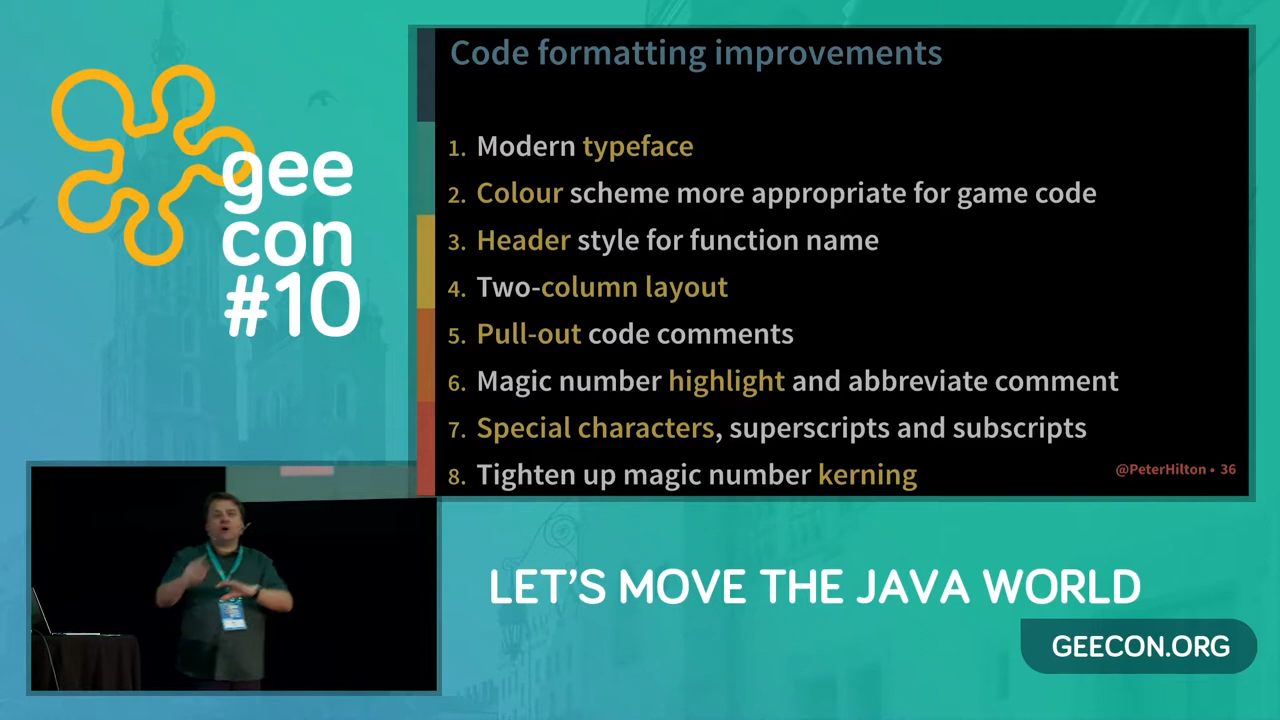 gee
con
#10
Code formatting improvements
1. Modern typeface
2. Colour scheme more appropriate for game code
3. Header style for function name
4. Two-column layout
5. Pull-out code comments
6. Magic number highlight and abbreviate comment
7. Special characters, superscripts and subscripts
8. Tighten up magic number kerning
@PeterHilton • 36
LET'S MOVE THE JAVA WORLD
GEECON.ORG